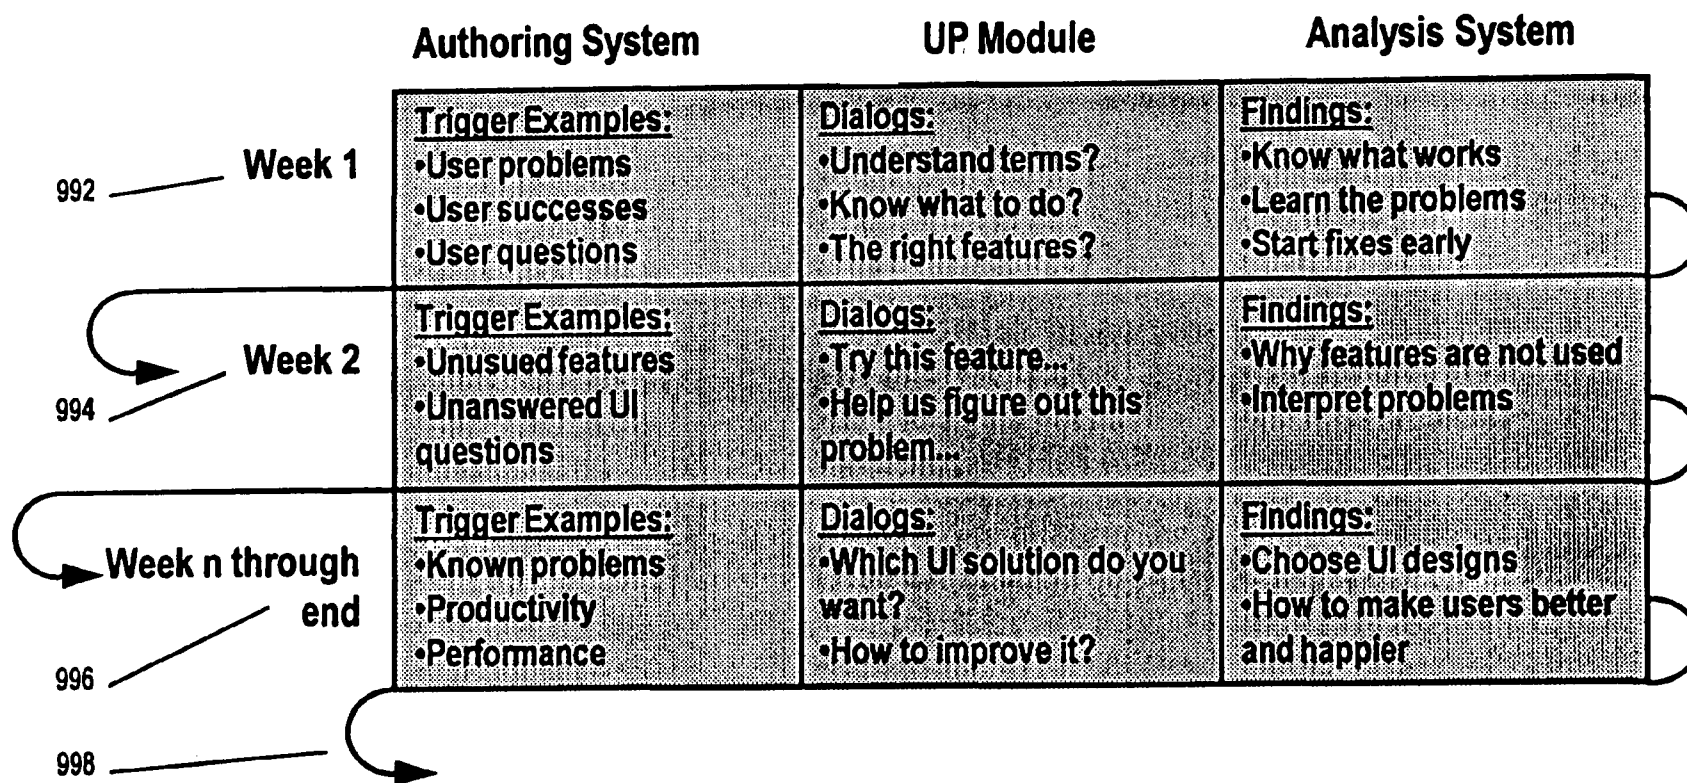 Authoring System
UP Module
Analysis System
992
Week 1
Trigger Examples:
•User problems
•User successes
•User questions
Dialogs:
•Understand terms?
•Know what to do?
•The right features?
Findings:
•Know what works
•Learn the problems
•Start fixes early
994
Week 2
Trigger Examples:
•Unusued features
•Unanswered UI
questions
Dialogs:
•Try this feature...
•Help us figure out this
problem...
Findings:
•Why features are not used
•Interpret problems
996
Week n through
end
Trigger Examples:
•Known problems
•Productivity
•Performance
Dialogs:
•Which UI solution do you
want?
•How to improve it?
Findings:
•Choose UI designs
•How to make users better
and happier
998